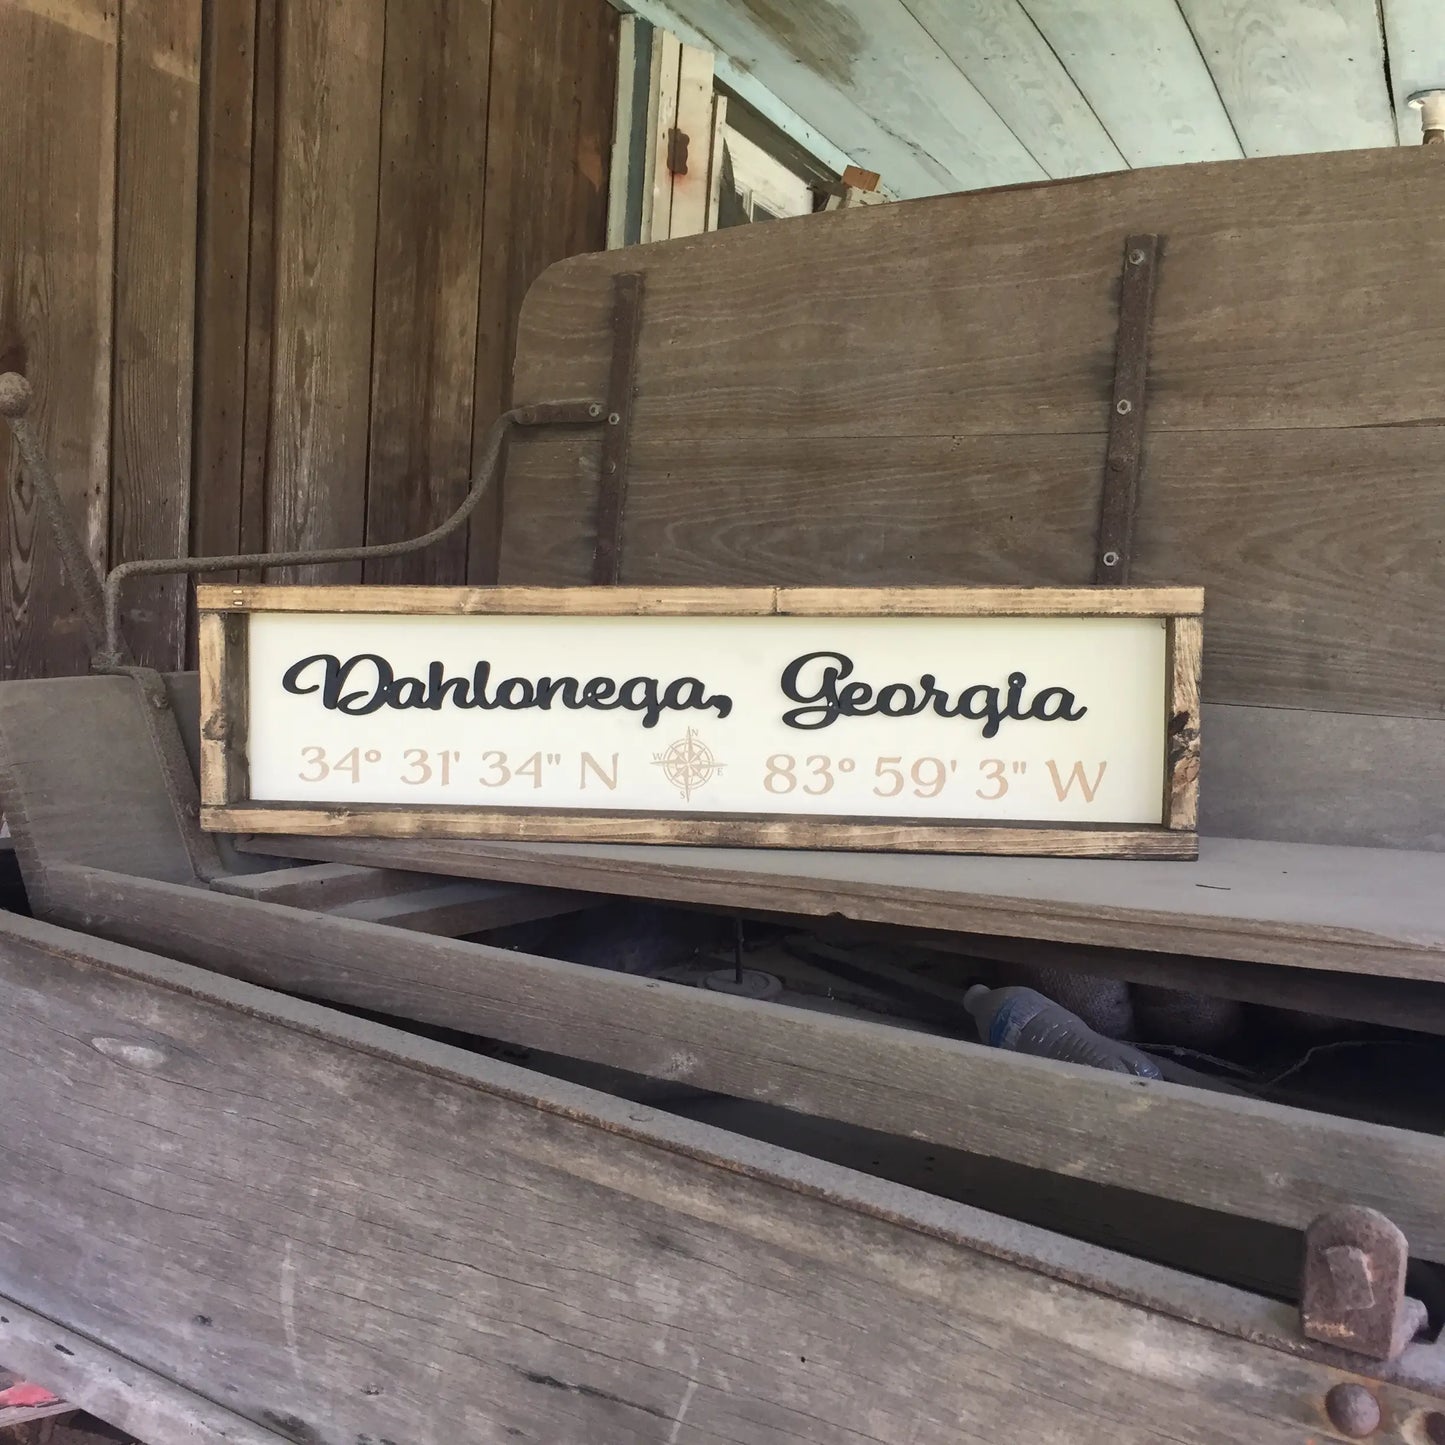 Dahlonega, Georgia
34° 31' 34" N N W E S 83° 59' 3" W